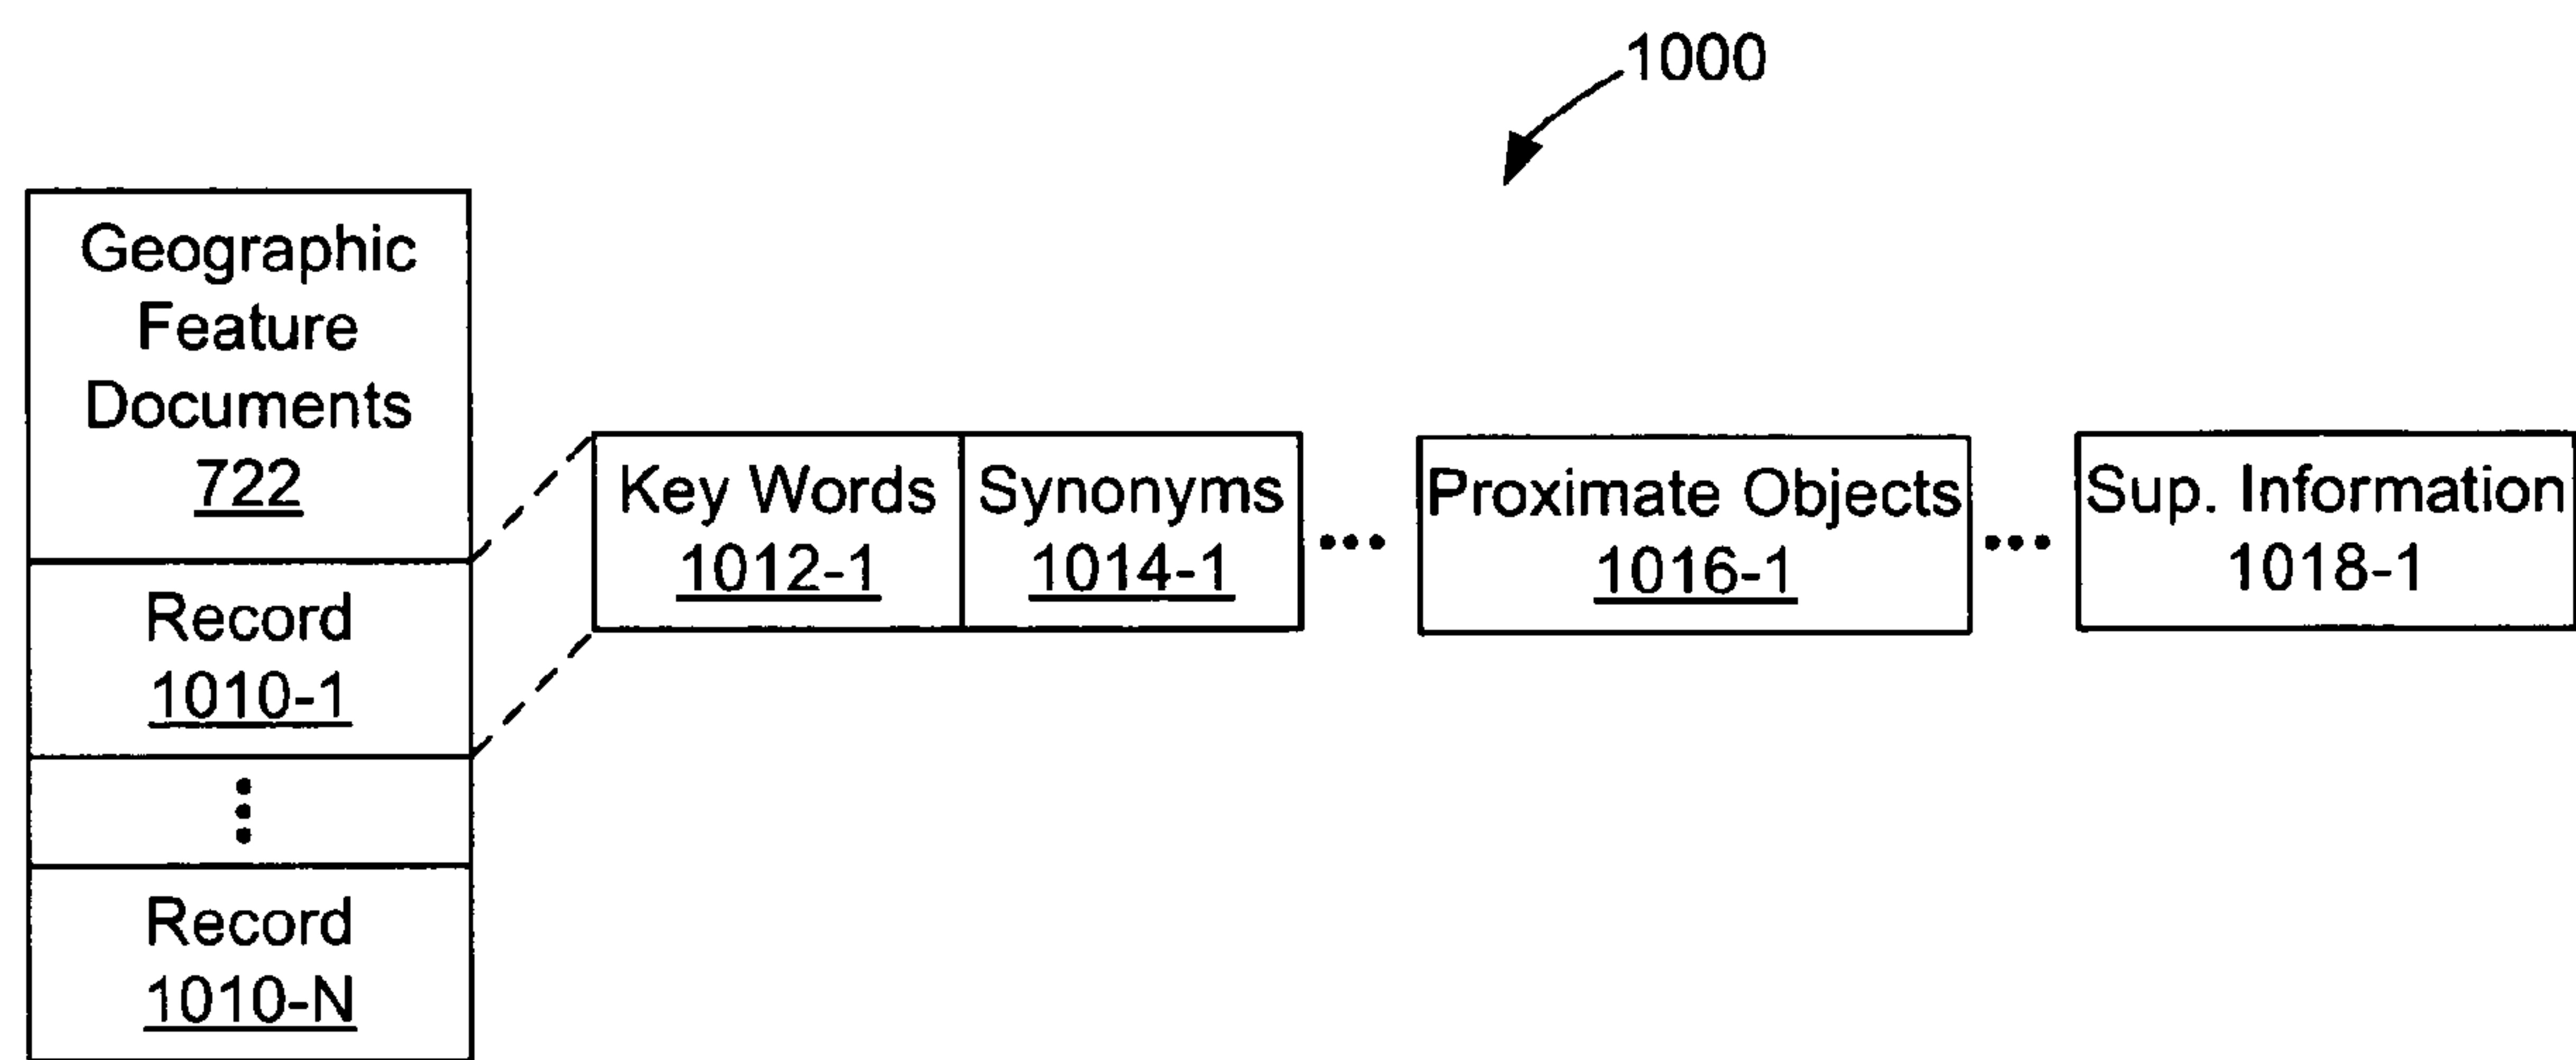 1000
Geographic
Feature
Documents
722
Record
1010-1
Record
1010-N
Key Words
1012-1
Synonyms
1014-1
Proximate Objects
1016-1
Sup. Information
1018-1